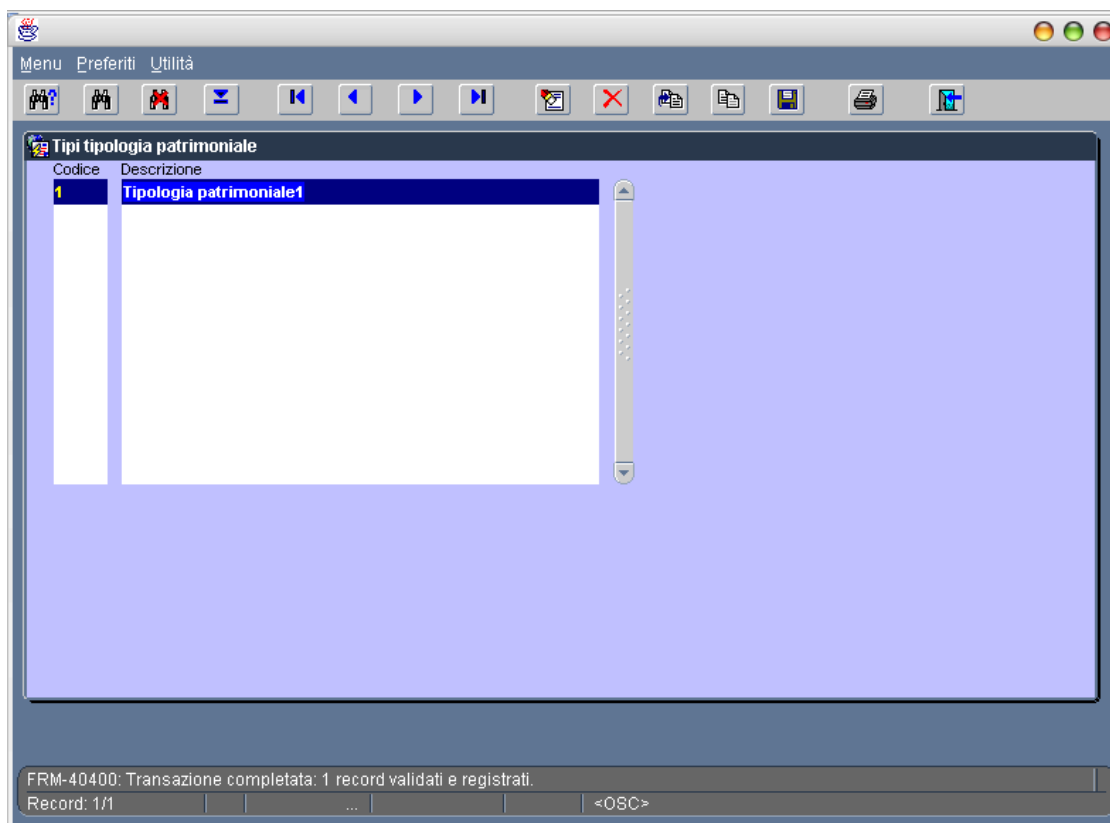 Menu Preferiti Utilità
Tipi tipologia patrimoniale
Codice Descrizione
1 Tipologia patrimoniale1
FRM-40400: Transazione completata: 1 record validati e registrati.
Record: 1/1 ... <OSC>